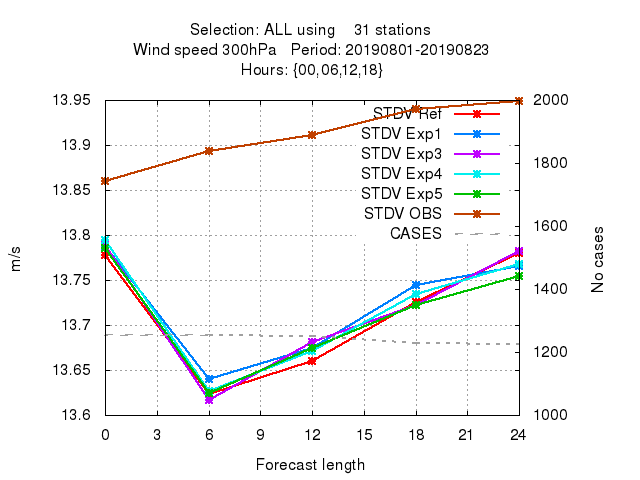 Selection: ALL using 31 stations
Wind speed 300hPa Period: 20190801-20190823
Hours: {00,06,12,18}
13.95
13.9
13.85
13.8
13.75
13.7
13.65
13.6
m/s
2000
1800
1600
1400
1200
1000
No cases
STDV Ref
STDV Exp1
STDV Exp3
STDV Exp4
STDV Exp5
STDV OBS
CASES
0 3 6 9 12 15 18 21 24
Forecast length